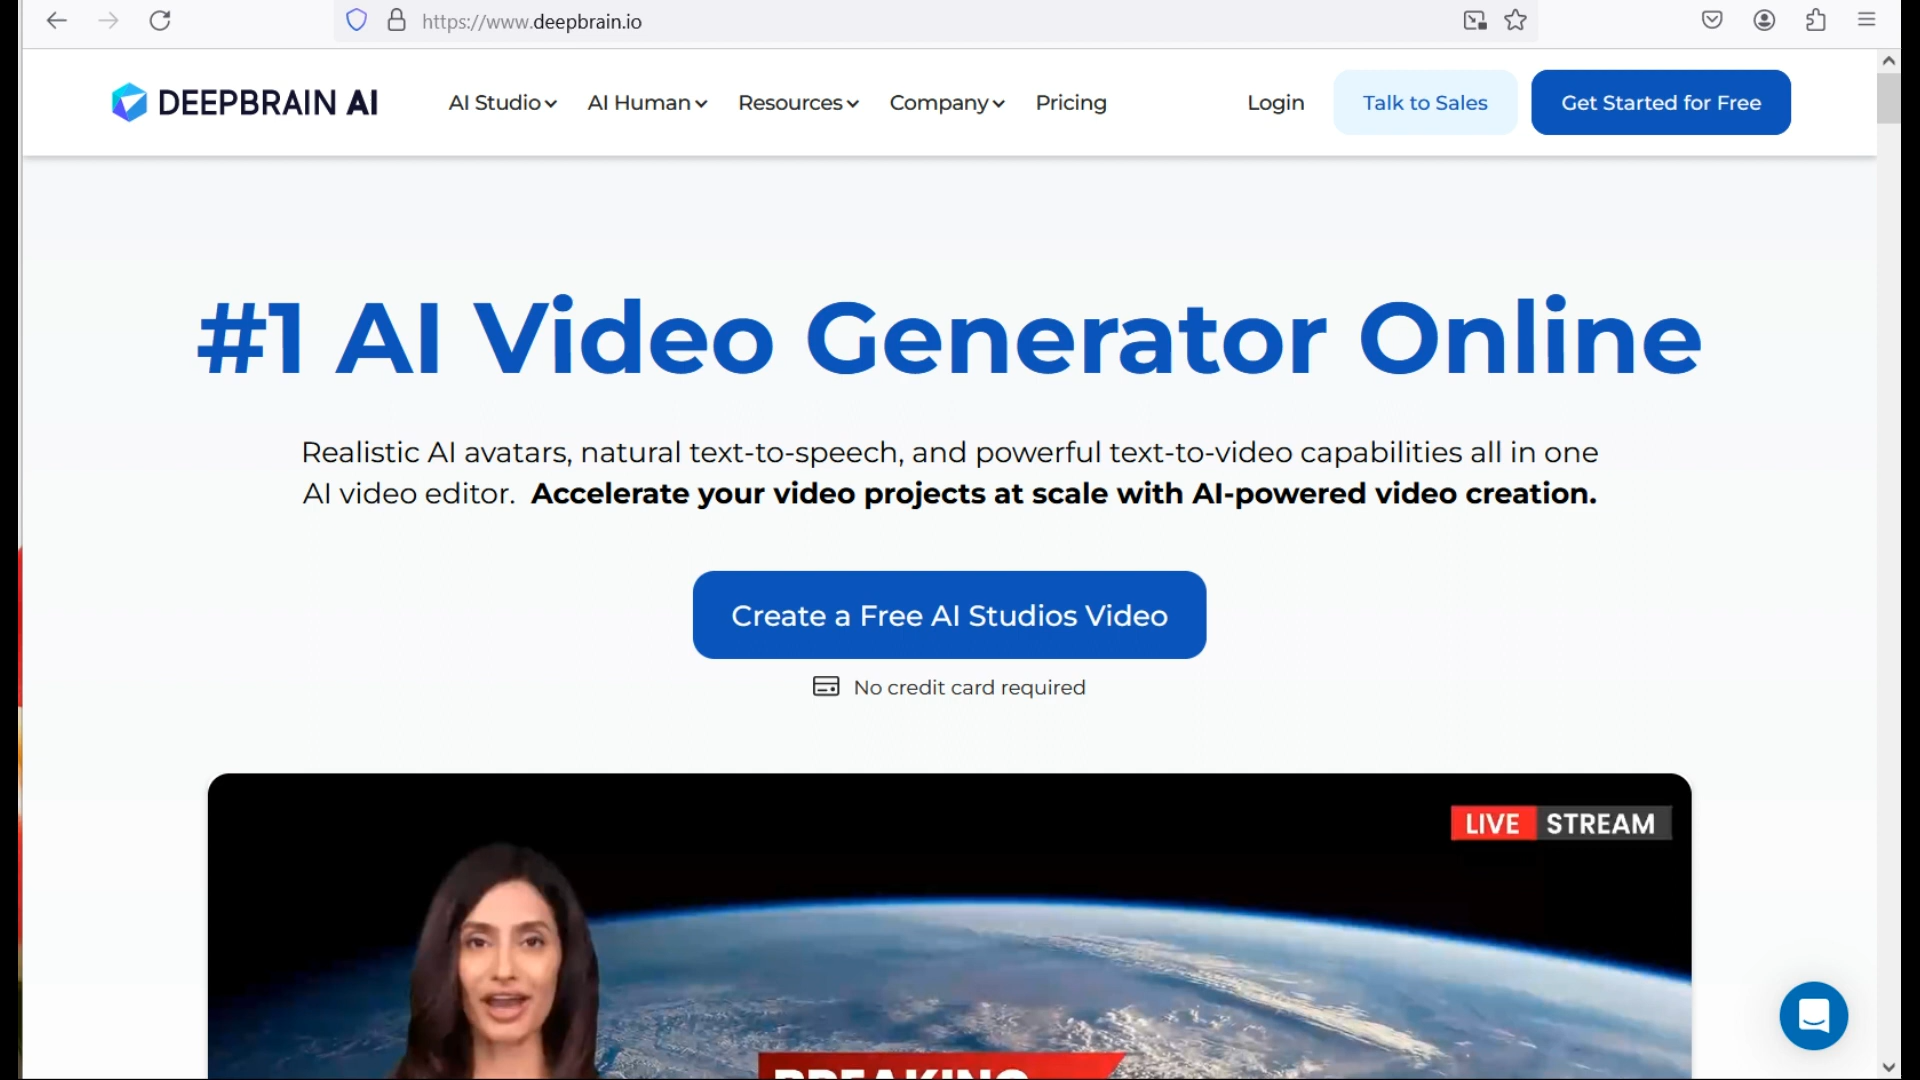 https://www.deepbrain.io
DEEPBRAIN AI
AI Studio
AI Human
Resources
Company
Pricing
Login
Talk to Sales
Get Started for Free
#1 AI Video Generator Online
Realistic AI avatars, natural text-to-speech, and powerful text-to-video capabilities all in one
AI video editor. Accelerate your video projects at scale with AI-powered video creation.
Create a Free AI Studios Video
No credit card required
LIVE STREAM
BREAKING